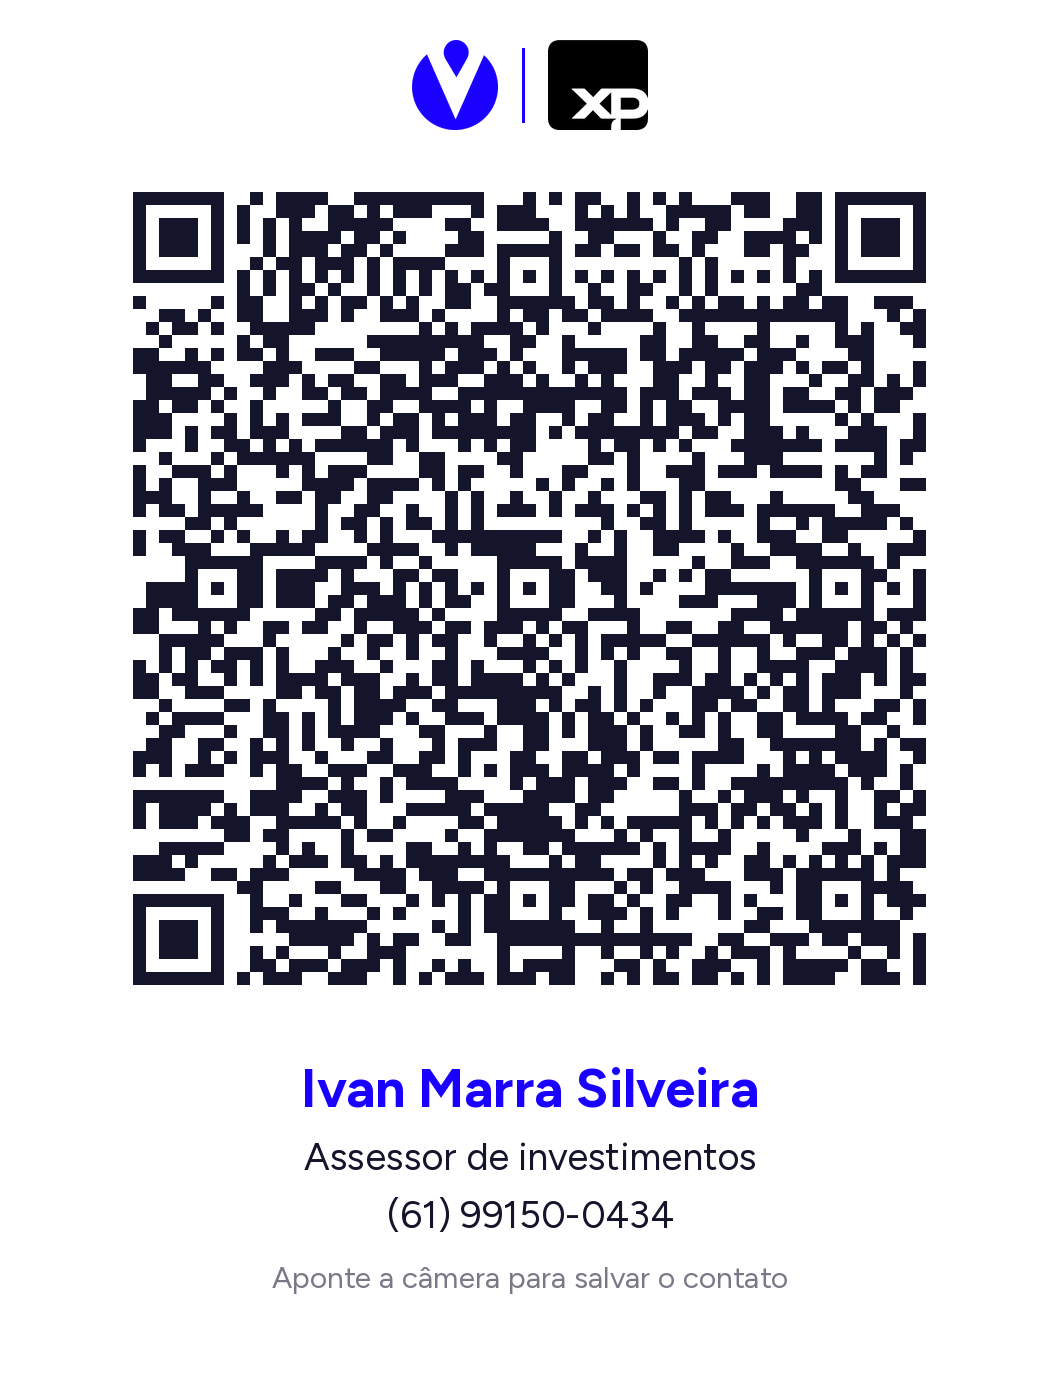 xp
Ivan Marra Silveira
Assessor de investimentos
(61) 99150-0434
Aponte a câmera para salvar o contato